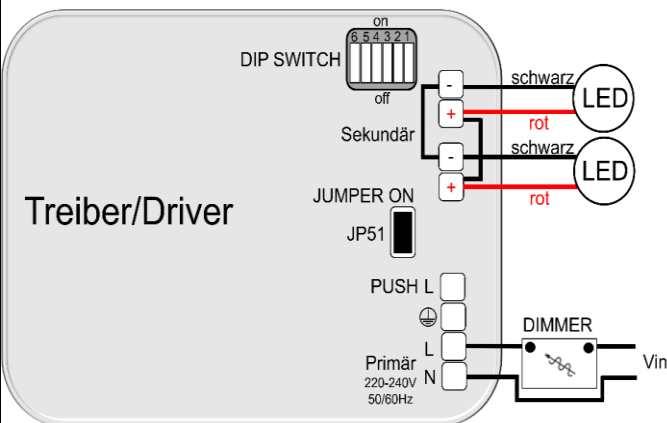 on
6 5 4 3 2 1
DIP SWITCH
off
- schwarz LED
+ rot
Sekundär
- schwarz LED
+ rot
Treiber/Driver
JUMPER ON
JP51
PUSH L
DIMMER
L
Primär
220-240V N
50/60Hz
Vin